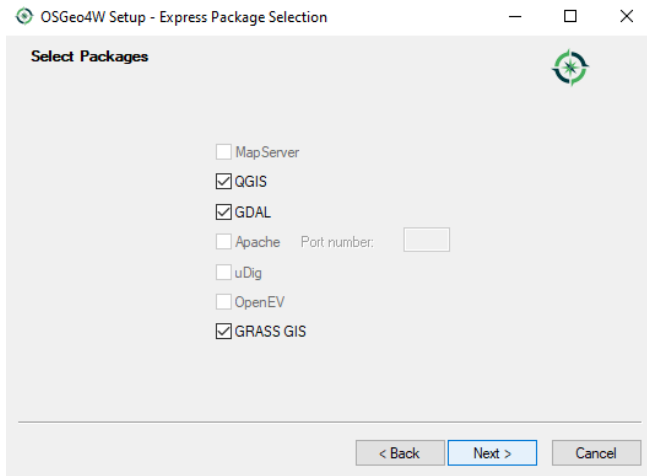 OSGeo4W Setup - Express Package Selection
Select Packages
MapServer
QGIS
GDAL
Apache Port number:
uDig
OpenEV
GRASS GIS
< Back Next > Cancel